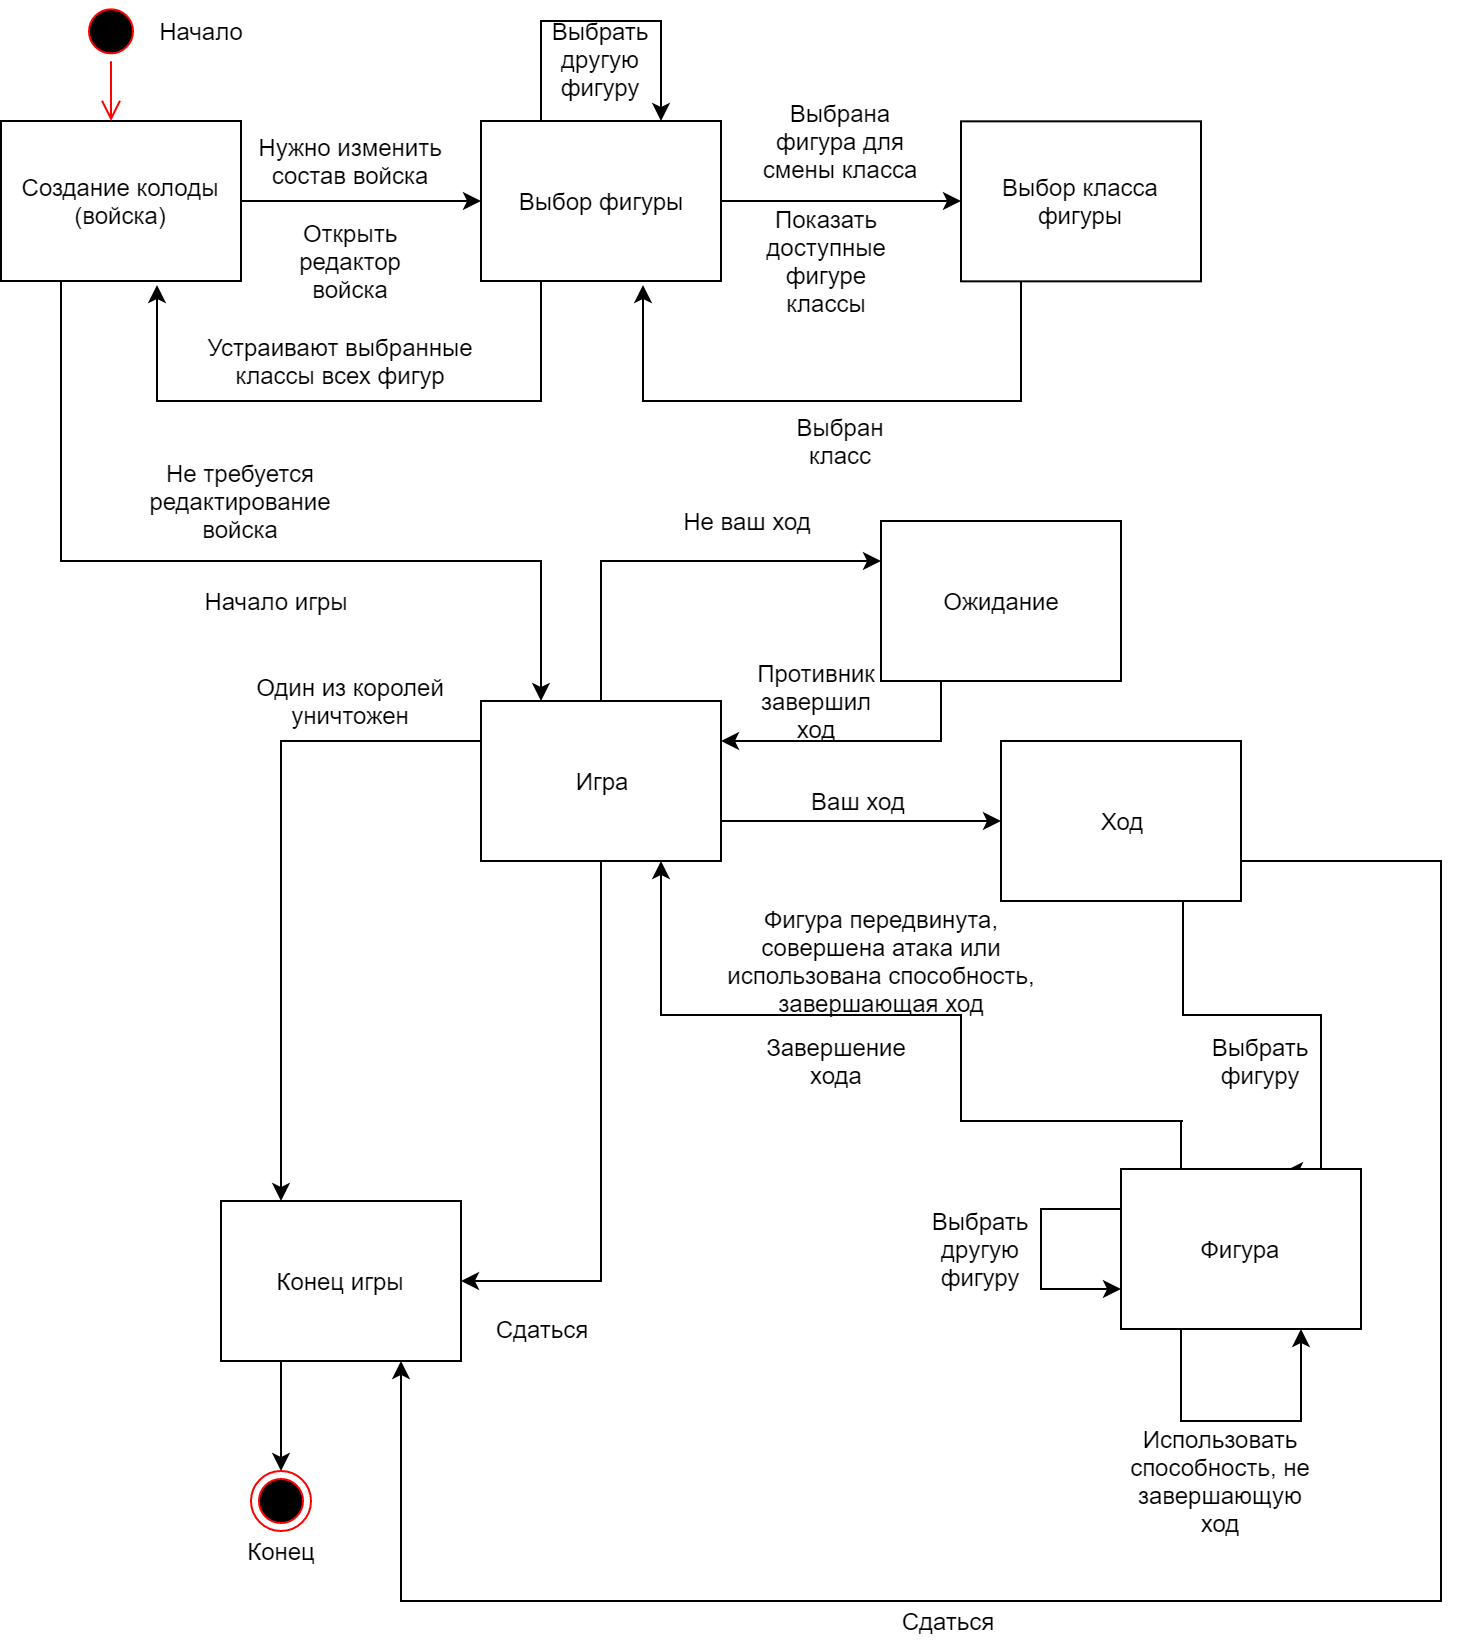 Начало
Выбрать
другую
фигуру
Создание колоды
(войска)
Нужно изменить
состав войска
Открыть
редактор
войска
Выбор фигуры
Выбрана
фигура для
смены класса
Показать
доступные
фигуре
классы
Выбор класса
фигуры
Устраивают выбранные
классы всех фигур
Выбран
класс
Не требуется
редактирование
войска
Начало игры
Не ваш ход
Ожидание
Противник
завершил
ход
Один из королей
уничтожен
Игра
Ваш ход
Ход
Фигура передвинута,
совершена атака или
использована способность,
завершающая ход
Завершение
хода
Выбрать
фигуру
Выбрать
другую
фигуру
Фигура
Конец игры
Сдаться
Использовать
способность, не
завершающую
ход
Конец
Сдаться